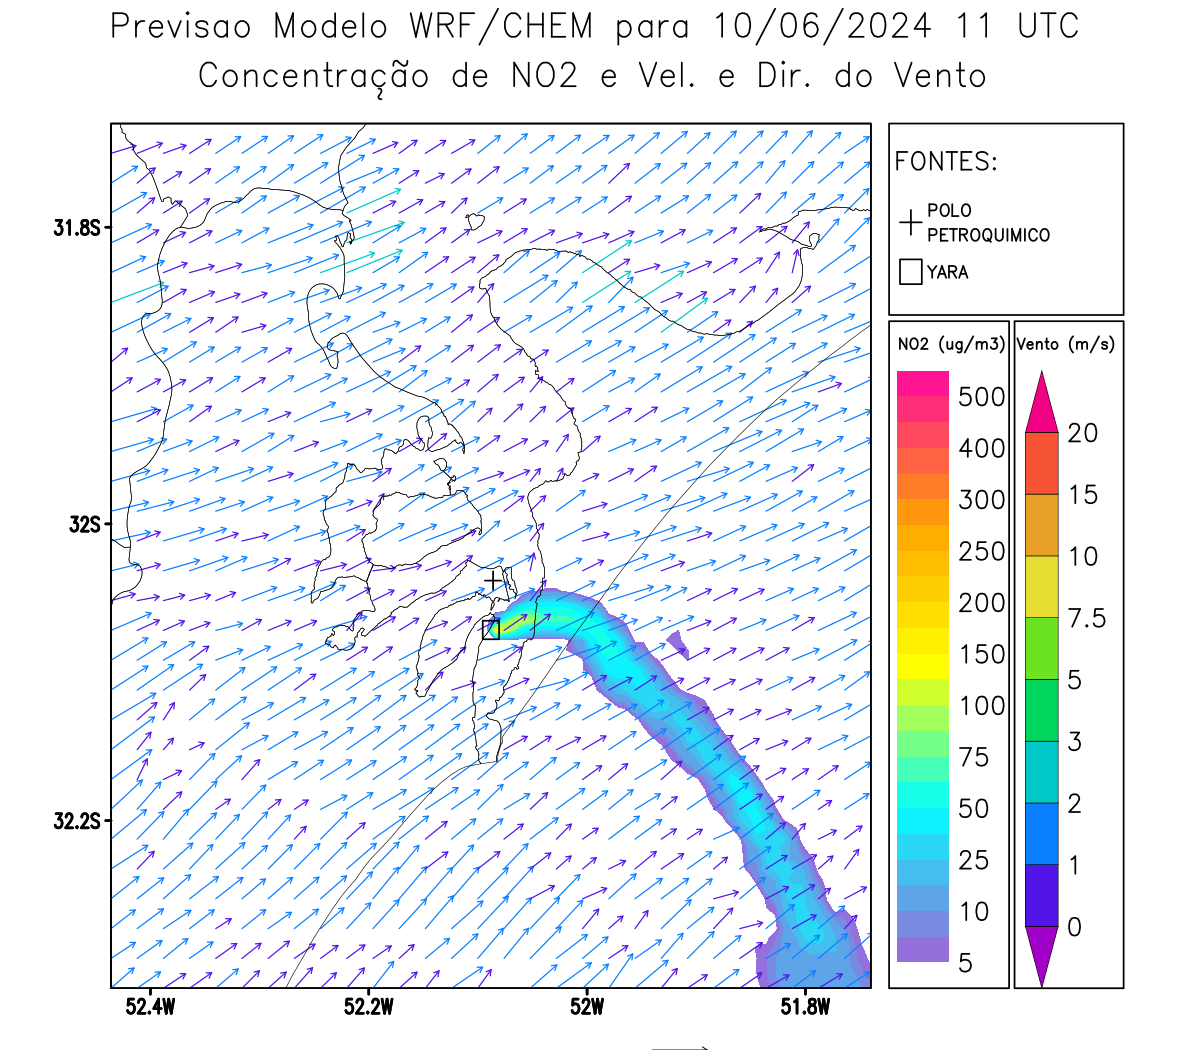 Previsao Modelo WRF/CHEM para 10/06/2024 11 UTC
Concentração de NO2 e Vel. e Dir. do Vento
FONTES:
POLO
PETROQUIMICO
YARA
NO2 (ug/m3)
500
400
300
250
200
150
100
75
50
25
10
5
Vento (m/s)
20
15
10
7.5
5
3
2
1
0
31.8S
32S
32.2S
52.4W
52.2W
52W
51.8W